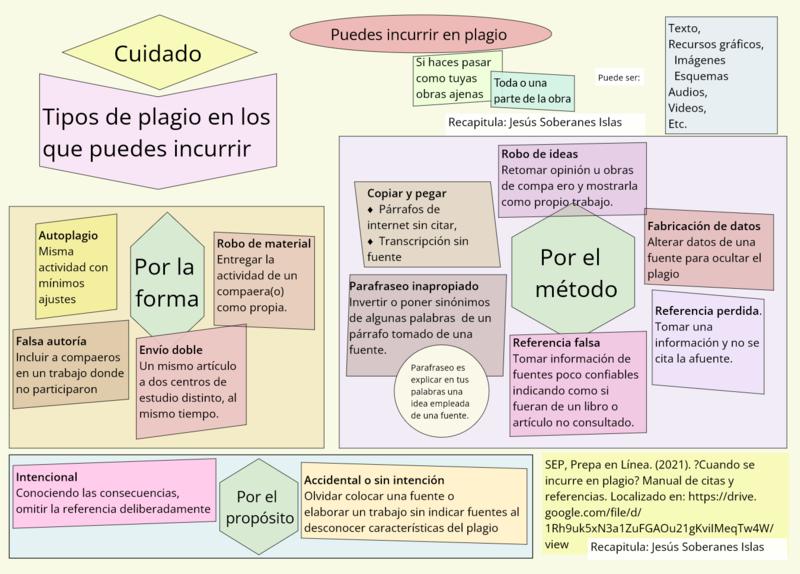 Cuidado
Tipos de plagio en los
que puedes incurrir
Puedes incurrir en plagio
Si haces pasar
como tuyas
obras ajenas
Toda o una
parte de la obra
Puede ser:
Texto,
Recursos gráficos,
Imágenes
Esquemas
Audios,
Videos,
Etc.
Recapitula: Jesús Soberanes Islas
Por la
forma
Autoplagio
Misma
actividad con
mínimos
ajustes
Robo de material
Entregar la
actividad de un
compaera(o)
como propia.
Falsa autoría
Incluir a compaeros
en un trabajo donde
no participaron
Envío doble
Un mismo artículo
a dos centros de
estudio distinto, al
mismo tiempo.
Por el
método
Robo de ideas
Retomar opinión u obras
de compa ero y mostrarla
como propio trabajo.
Copiar y pegar
♦ Párrafos de
internet sin citar,
♦ Transcripción sin
fuente
Fabricación de datos
Alterar datos de una
fuente para ocultar el
plagio
Parafraseo inapropiado
Invertir o poner sinónimos
de algunas palabras de un
párrafo tomado de una
fuente.
Parafraseo es
explicar en tus
palabras una
idea empleada
de una fuente.
Referencia falsa
Tomar información de
fuentes poco confiables
indicando como si
fueran de un libro o
artículo no consultado.
Referencia perdida.
Tomar una
información y no se
cita la afuente.
Por el
propósito
Intencional
Conociendo las consecuencias,
omitir la referencia deliberadamente
Accidental o sin intención
Olvidar colocar una fuente o
elaborar un trabajo sin indicar fuentes al
desconocer características del plagio
SEP, Prepa en Línea. (2021). ?Cuando se
incurre en plagio? Manual de citas y
referencias. Localizado en: https://drive.
google.com/file/d/
1Rh9uk5xN3a1ZuFGAOu21gKviIMeqTw4W/
view
Recapitula: Jesús Soberanes Islas